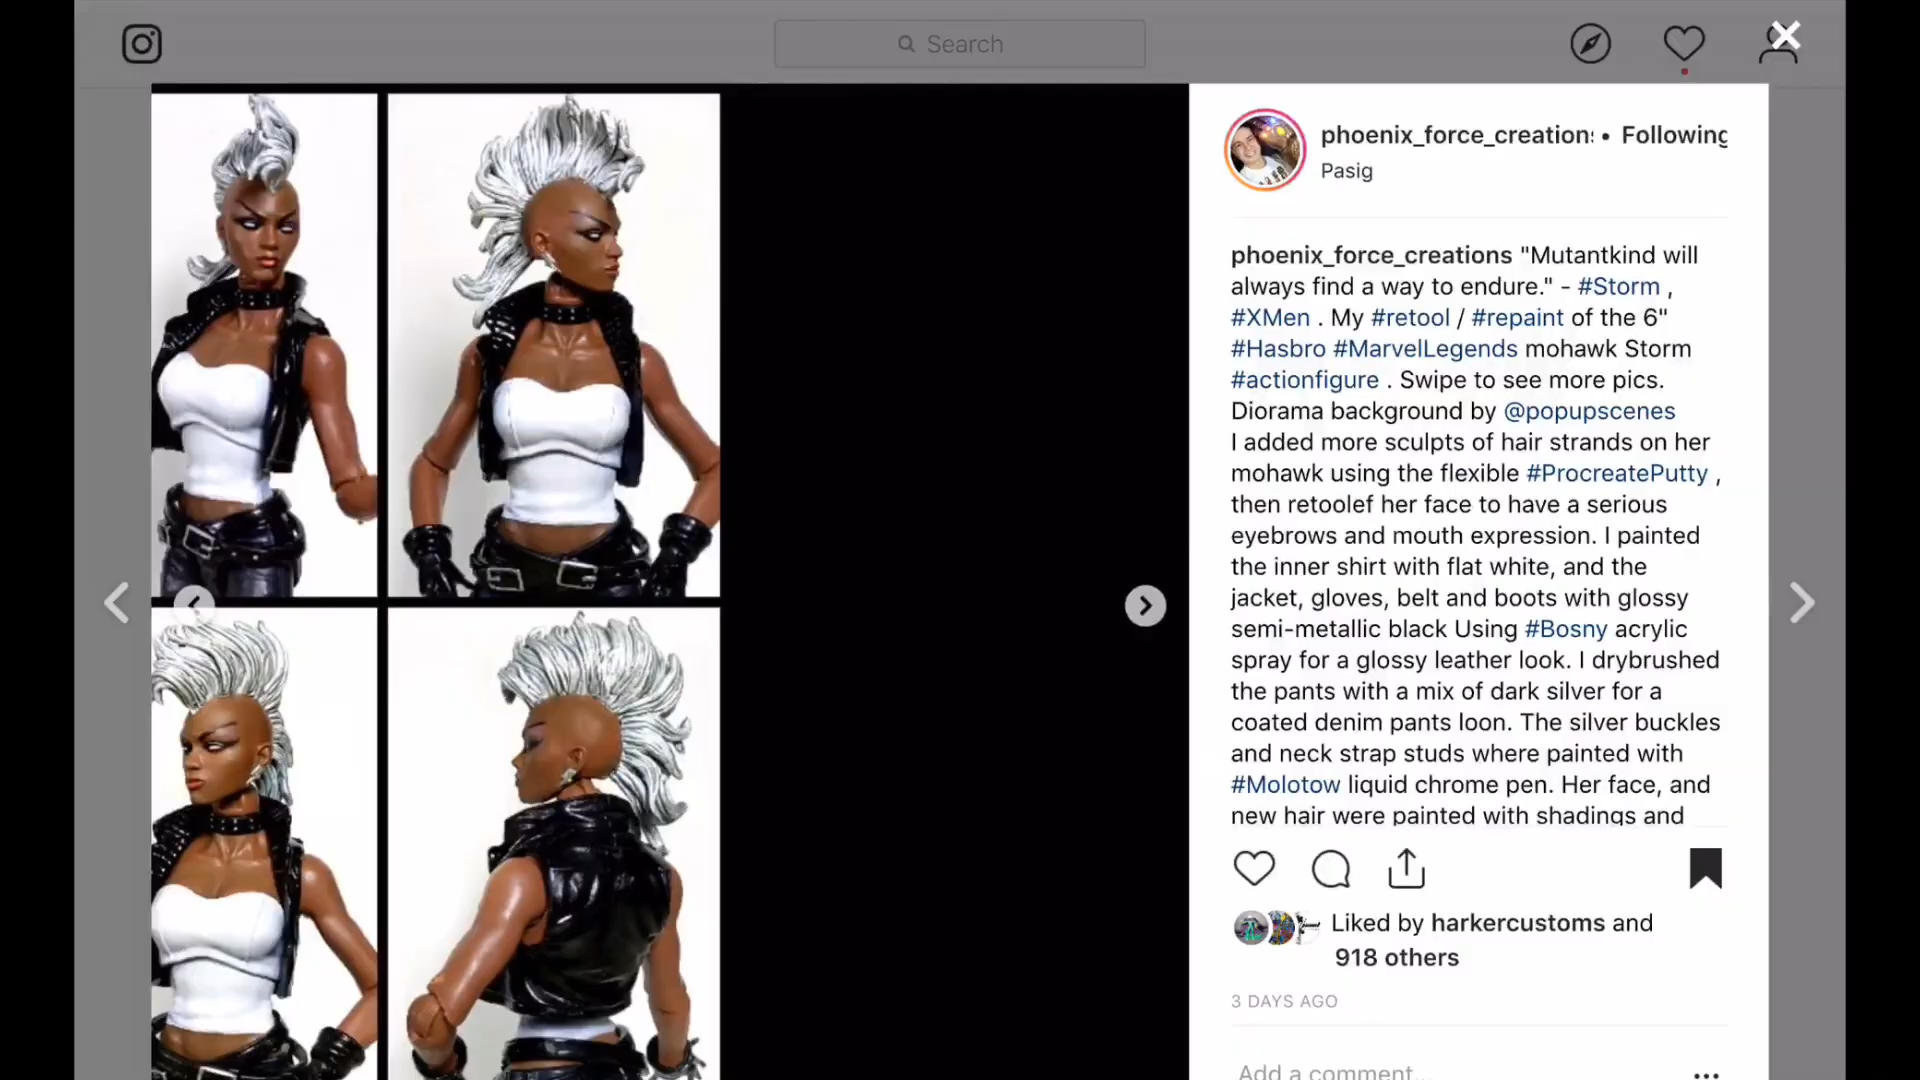 Search
phoenix_force_creation: • Following
Pasig
phoenix_force_creations "Mutantkind will
always find a way to endure." - #Storm ,
#XMen . My #retool / #repaint of the 6"
#Hasbro #MarvelLegends mohawk Storm
#actionfigure . Swipe to see more pics.
Diorama background by @popupscenes
I added more sculpts of hair strands on her
mohawk using the flexible #ProcreatePutty ,
then retoolef her face to have a serious
eyebrows and mouth expression. I painted
the inner shirt with flat white, and the
jacket, gloves, belt and boots with glossy
semi-metallic black Using #Bosny acrylic
spray for a glossy leather look. I drybrushed
the pants with a mix of dark silver for a
coated denim pants loon. The silver buckles
and neck strap studs where painted with
#Molotow liquid chrome pen. Her face, and
new hair were painted with shadings and
Liked by harkercustoms and
918 others
3 DAYS AGO
Add a comment...